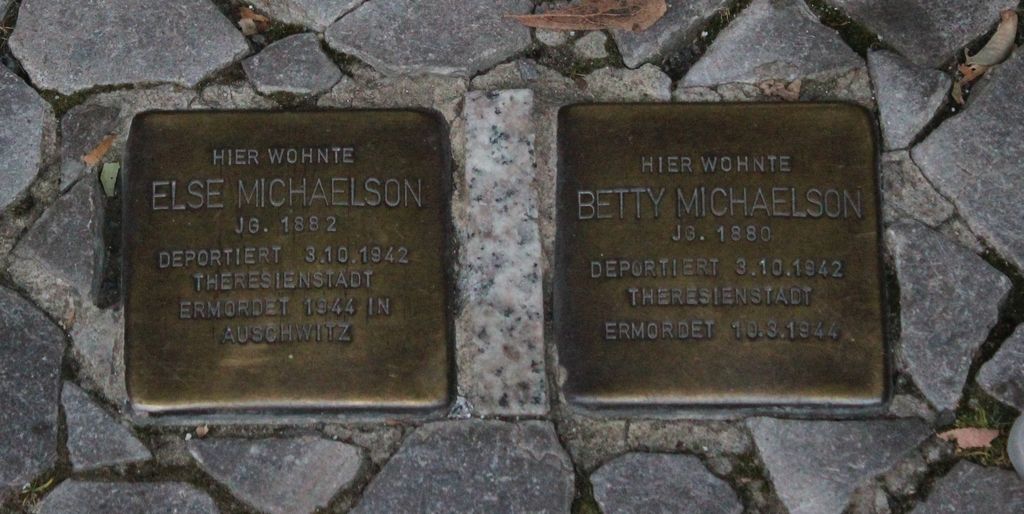 HIER WOHNTE
ELSE MICHAELSON
JG. 1882
DEPORTIERT 3.10.1942
THERESIENSTADT
ERMORDET 1944 IN
AUSCHWITZ
HIER WOHNTE
BETTY MICHAELSON
JG. 1880
DEPORTIERT 3.10.1942
THERESIENSTADT
ERMORDET 10.3.1944